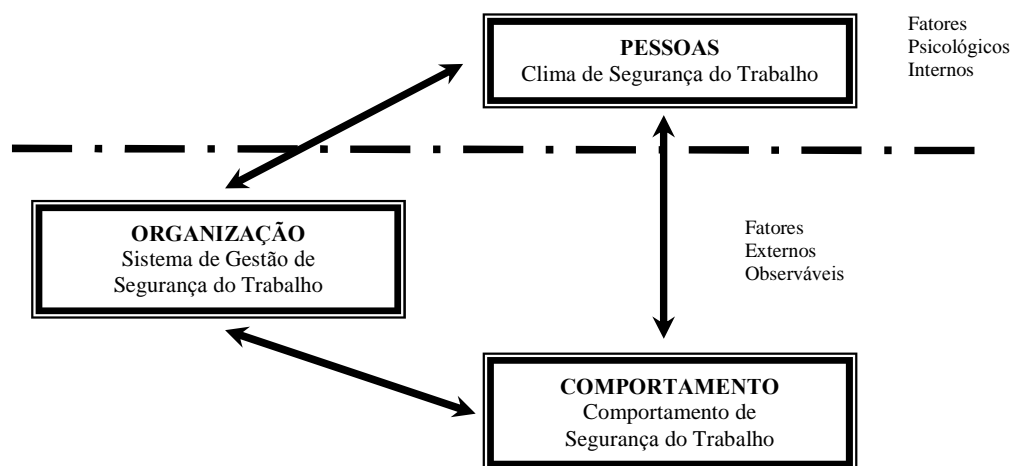 PESSOAS
Clima de Segurança do Trabalho
Fatores
Psicológicos
Internos
ORGANIZAÇÃO
Sistema de Gestão de
Segurança do Trabalho
Fatores
Externos
Observáveis
COMPORTAMENTO
Comportamento de
Segurança do Trabalho